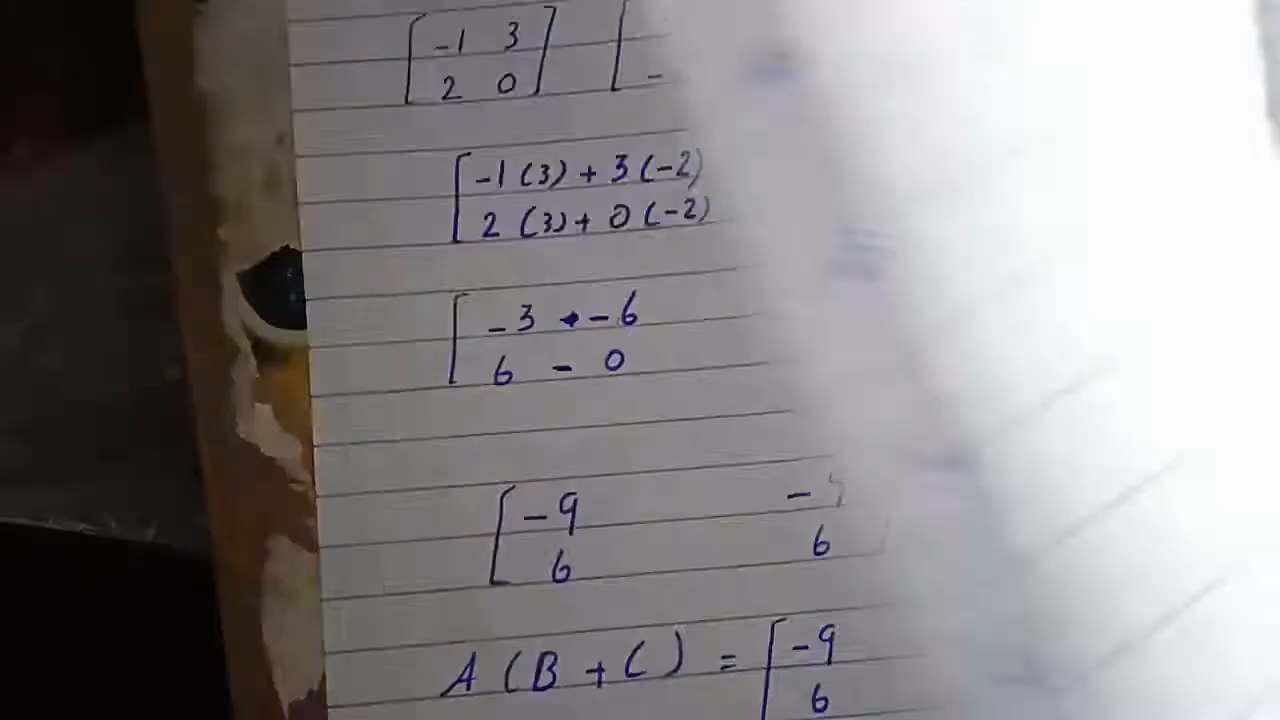 [ -1 3 ] [
2 0 -
[ -1 (3) + 3 (-2)
2 (3) + 0 (-2)
[ -3 - 6
6 - 0
[ -9 -
6 6
A (B + C) = [ -9
6